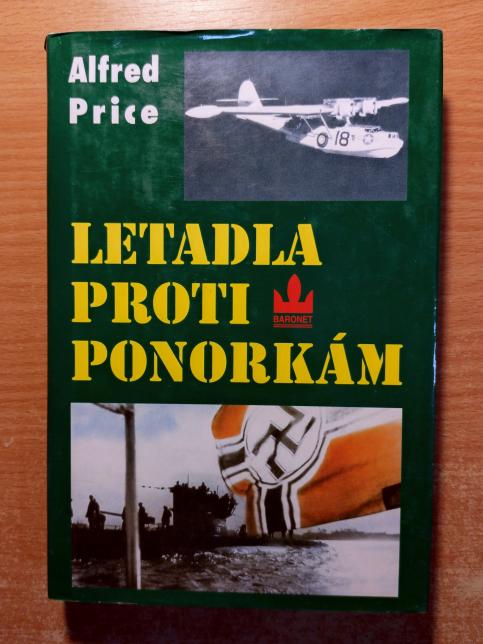 Alfred
Price
18
LETADLA
PROTI
BARONET
PONORKÁM